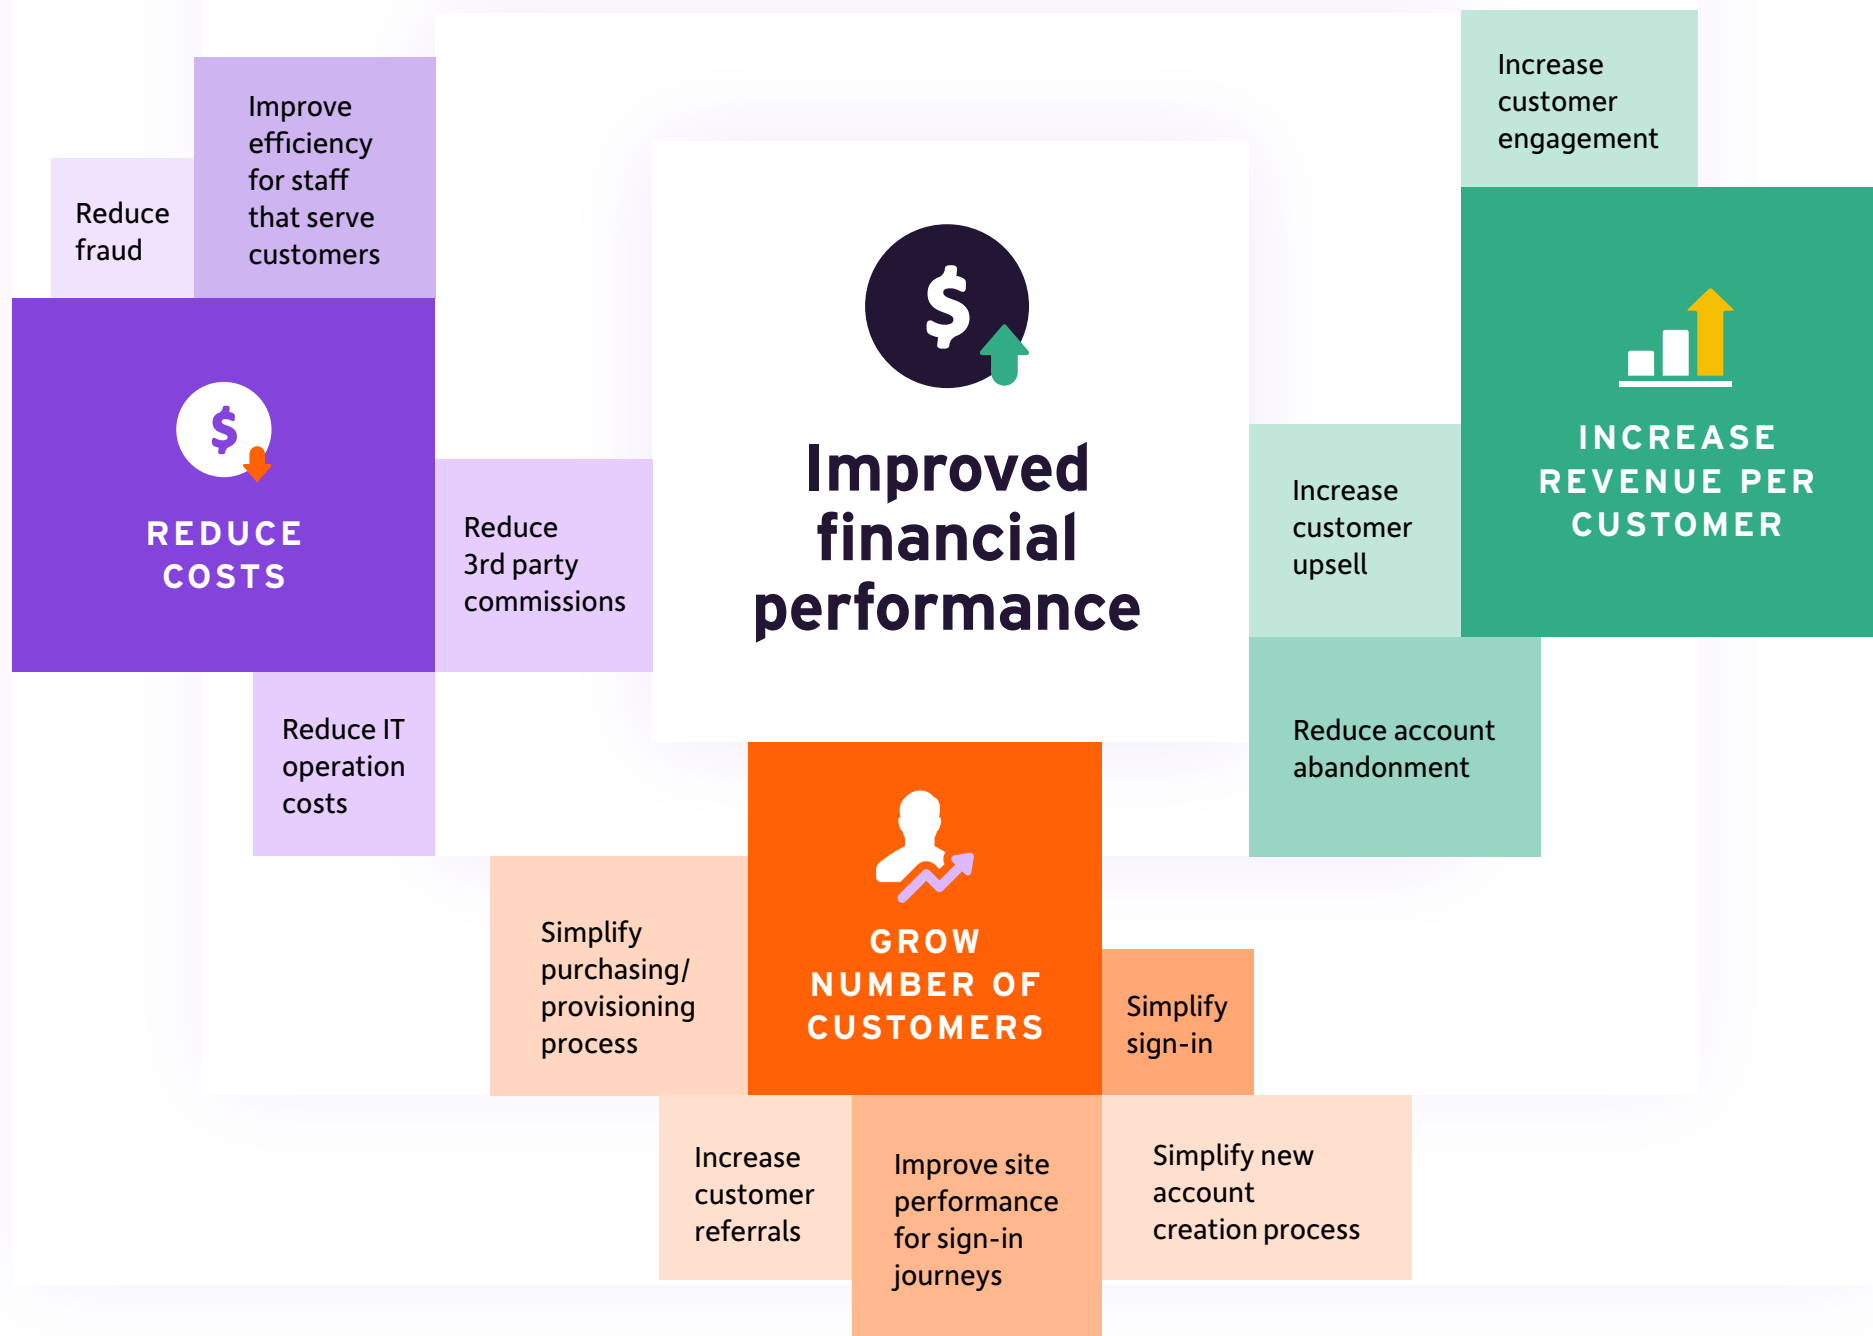 Improve
efficiency
for staff
that serve
customers
Reduce
fraud
$
REDUCE
COSTS
Reduce
3rd party
commissions
Reduce IT
operation
costs
$
Improved
financial
performance
Increase
customer
engagement
INCREASE
REVENUE PER
CUSTOMER
Increase
customer
upsell
Reduce account
abandonment
GROW
NUMBER OF
CUSTOMERS
Simplify
purchasing/
provisioning
process
Simplify
sign-in
Increase
customer
referrals
Improve site
performance
for sign-in
journeys
Simplify new
account
creation process